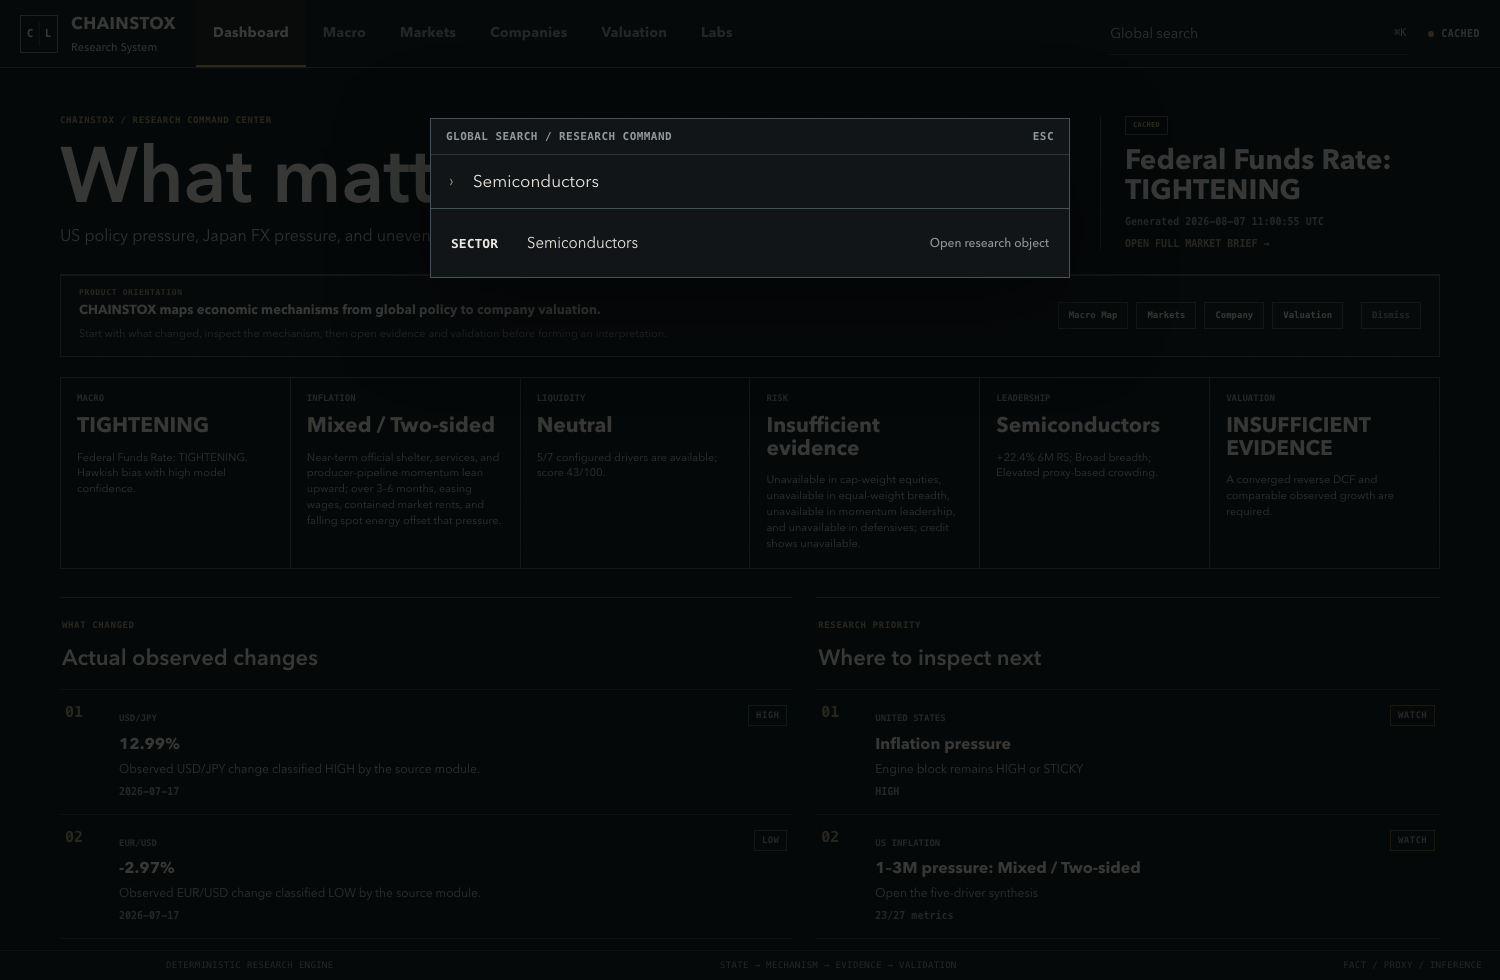 C L
CHAINSTOX
Research System
Dashboard
Macro
Markets
Companies
Valuation
Labs
Global search
⌘K
CACHED
CHAINSTOX / RESEARCH COMMAND CENTER
What matt
US policy pressure, Japan FX pressure, and uneven
CACHED
Federal Funds Rate:
TIGHTENING
Generated 2026-08-07 11:00:55 UTC
OPEN FULL MARKET BRIEF →
GLOBAL SEARCH / RESEARCH COMMAND
ESC
› Semiconductors
SECTOR
Semiconductors
Open research object
PRODUCT ORIENTATION
CHAINSTOX maps economic mechanisms from global policy to company valuation.
Start with what changed, inspect the mechanism, then open evidence and validation before forming an interpretation.
Macro Map
Markets
Company
Valuation
Dismiss
MACRO
TIGHTENING
Federal Funds Rate: TIGHTENING.
Hawkish bias with high model
confidence.
INFLATION
Mixed / Two-sided
Near-term official shelter, services, and
producer-pipeline momentum lean
upward; over 3–6 months, easing
wages, contained market rents, and
falling spot energy offset that pressure.
LIQUIDITY
Neutral
5/7 configured drivers are available;
score 43/100.
RISK
Insufficient
evidence
Unavailable in cap-weight equities,
unavailable in equal-weight breadth,
unavailable in momentum leadership,
and unavailable in defensives; credit
shows unavailable.
LEADERSHIP
Semiconductors
+22.4% 6M RS; Broad breadth;
Elevated proxy-based crowding.
VALUATION
INSUFFICIENT
EVIDENCE
A converged reverse DCF and
comparable observed growth are
required.
WHAT CHANGED
Actual observed changes
01
USD/JPY
HIGH
12.99%
Observed USD/JPY change classified HIGH by the source module.
2026-07-17
02
EUR/USD
LOW
-2.97%
Observed EUR/USD change classified LOW by the source module.
2026-07-17
RESEARCH PRIORITY
Where to inspect next
01
UNITED STATES
WATCH
Inflation pressure
Engine block remains HIGH or STICKY
HIGH
02
US INFLATION
WATCH
1–3M pressure: Mixed / Two-sided
Open the five-driver synthesis
23/27 metrics
DETERMINISTIC RESEARCH ENGINE
STATE → MECHANISM → EVIDENCE → VALIDATION
FACT / PROXY / INFERENCE